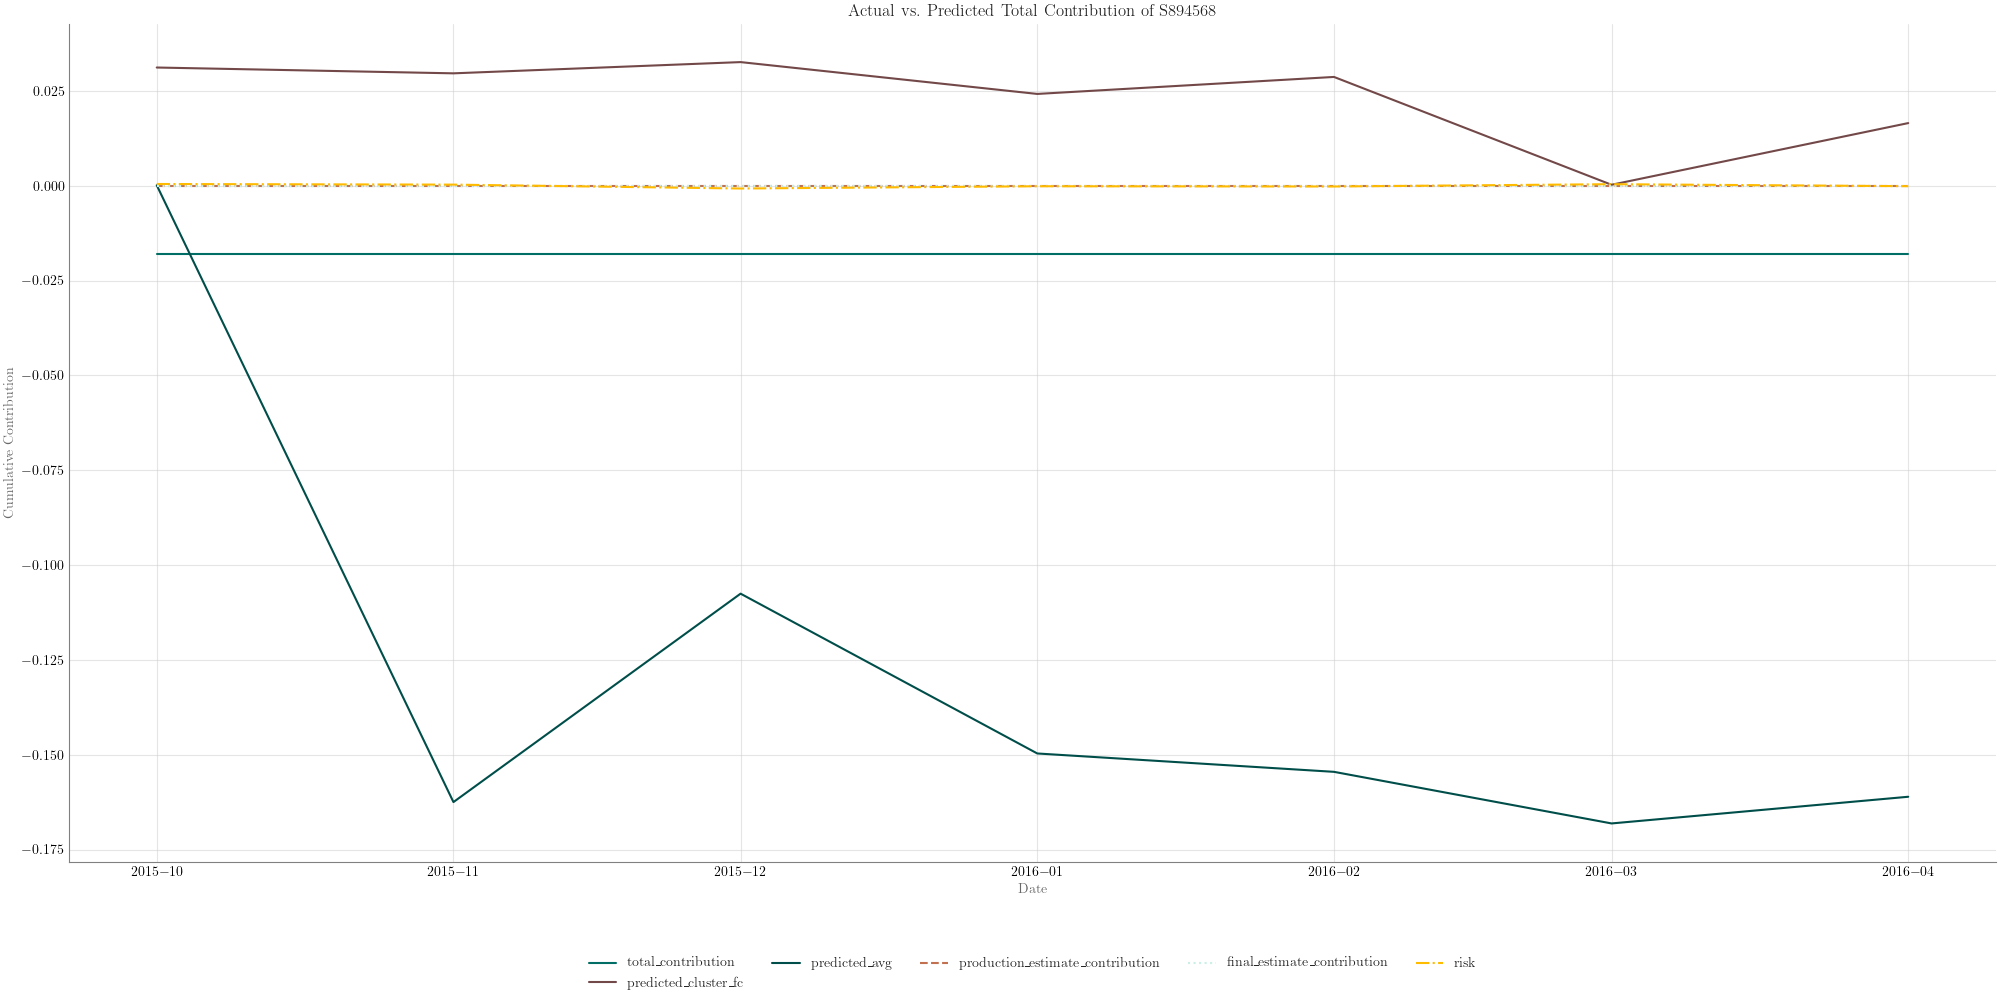 Actual vs. Predicted Total Contribution of S894568
Cumulative Contribution
0.025
0.000
−0.025
−0.050
−0.075
−0.100
−0.125
−0.150
−0.175
2015−10 2015−11 2015−12 2016−01 2016−02 2016−03 2016−04
Date
total_contribution predicted_avg production_estimate_contribution final_estimate_contribution risk
predicted_cluster_fc